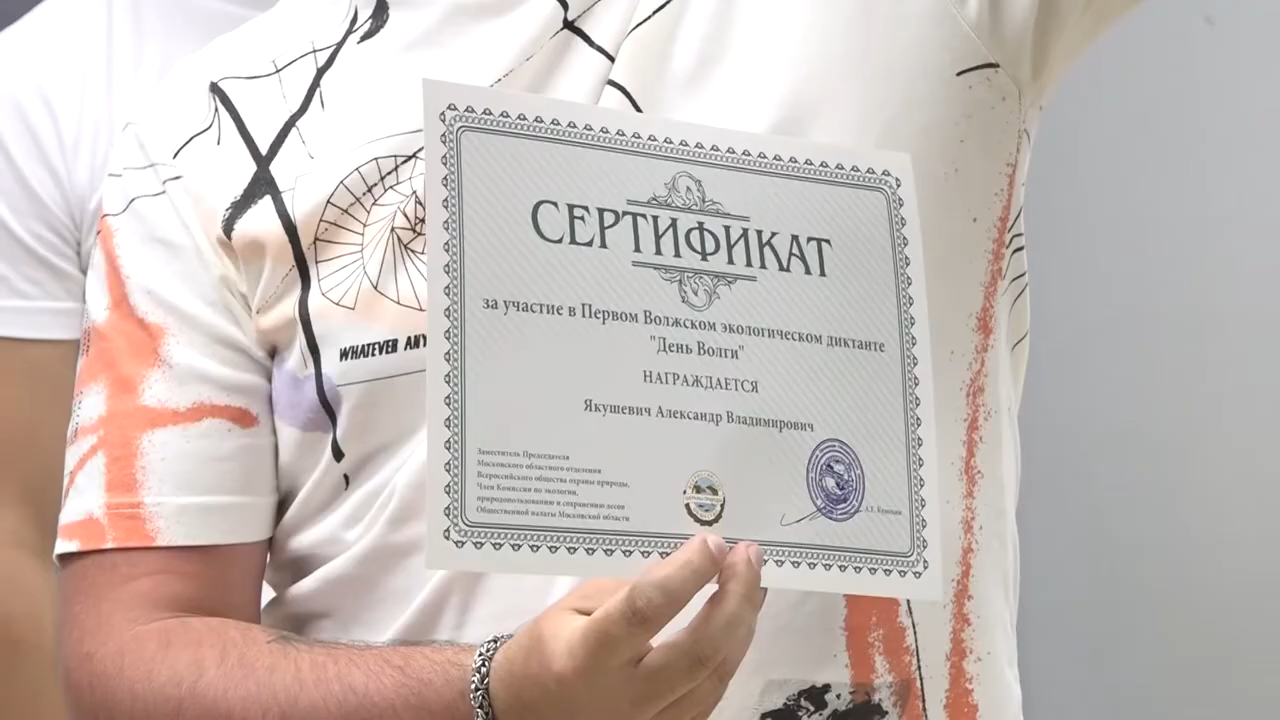 СЕРТИФИКАТ
за участие в Первом Волжском экологическом диктанте
"День Волги"
НАГРАЖДАЕТСЯ
Якушевич Александр Владимирович
WHATEVER ANY
Заместитель Председателя
Московского областного отделения
Всероссийского общества охраны природы,
Член Комиссии по экологии,
природопользованию и сохранению лесов
Общественной палаты Московской области
А.Е.